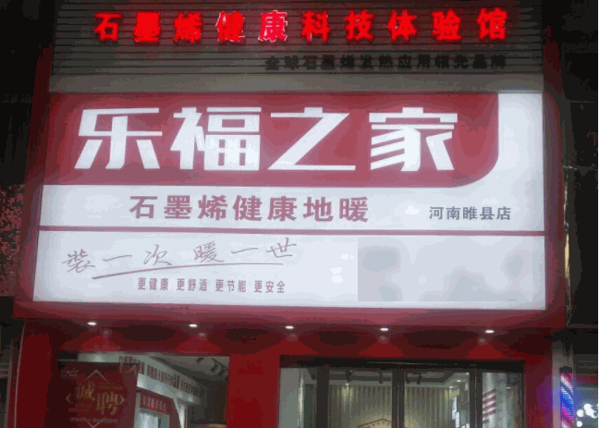 石墨烯健康科技体验馆
全球石墨烯发热应用领先品牌
乐福之家
石墨烯健康地暖
河南睢县店
装一次 暖一世
更健康 更舒适 更节能 更安全
诚聘